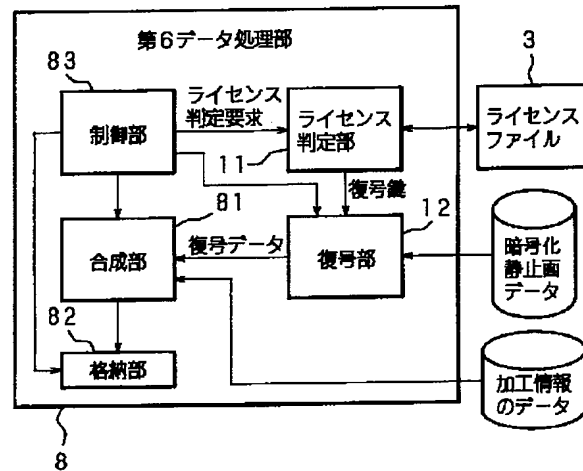 第6データ処理部
83
3
制御部
ライセンス
判定要求
ライセンス
判定部
ライセンス
ファイル
11
復号鍵
81
12
合成部
復号データ
復号部
暗号化
静止画
データ
82
格納部
加工情報
のデータ
8